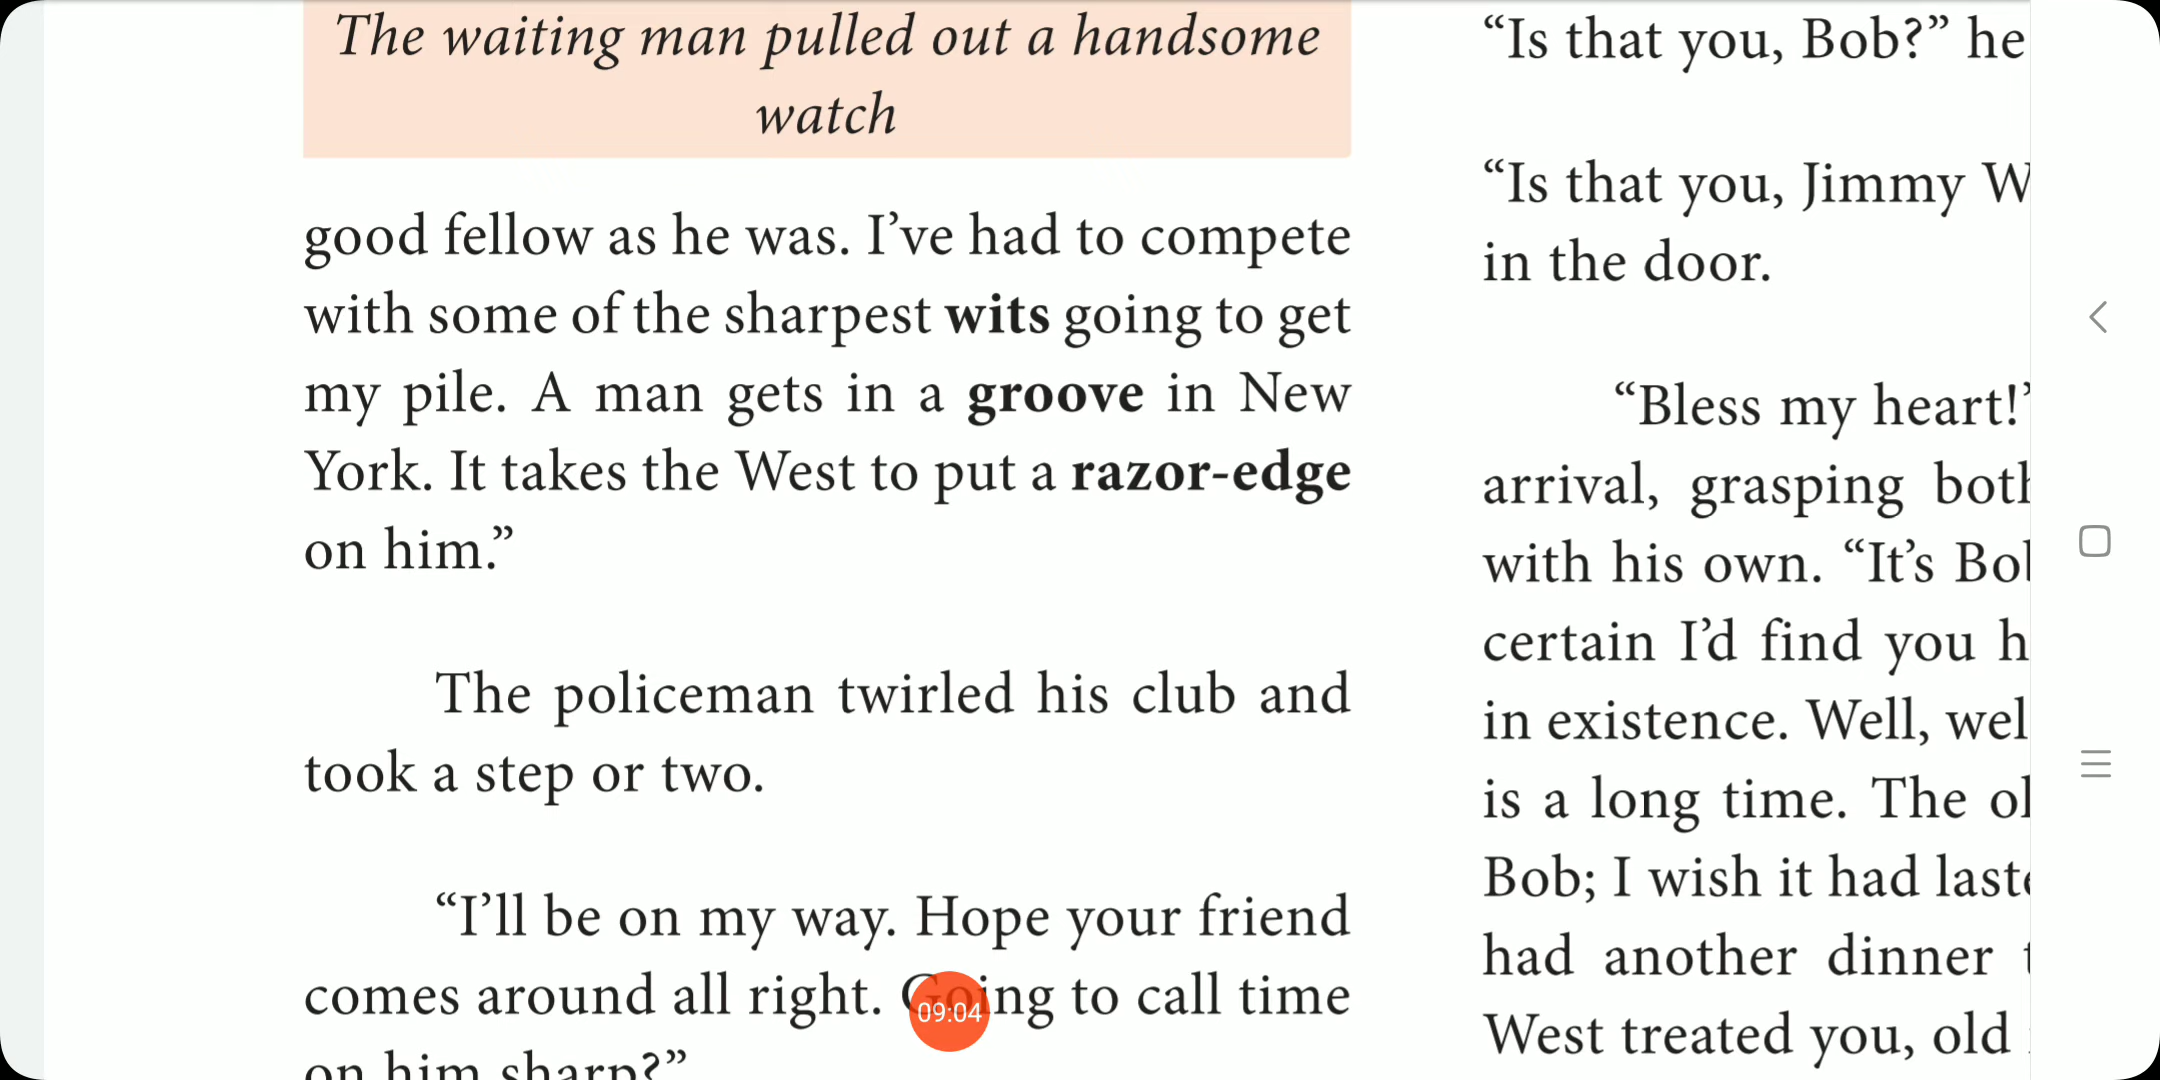 The waiting man pulled out a handsome
watch
good fellow as he was. I’ve had to compete
with some of the sharpest wits going to get
my pile. A man gets in a groove in New
York. It takes the West to put a razor-edge
on him.”
The policeman twirled his club and
took a step or two.
“I’ll be on my way. Hope your friend
comes around all right. Going to call time
on him sharp?”
09:04
“Is that you, Bob?” he
“Is that you, Jimmy W
in the door.
“Bless my heart!”
arrival, grasping
with his own. “It’s
certain I’d find you
in existence. Well,
is a long time. The
Bob; I wish it had
had another dinner
West treated you, old